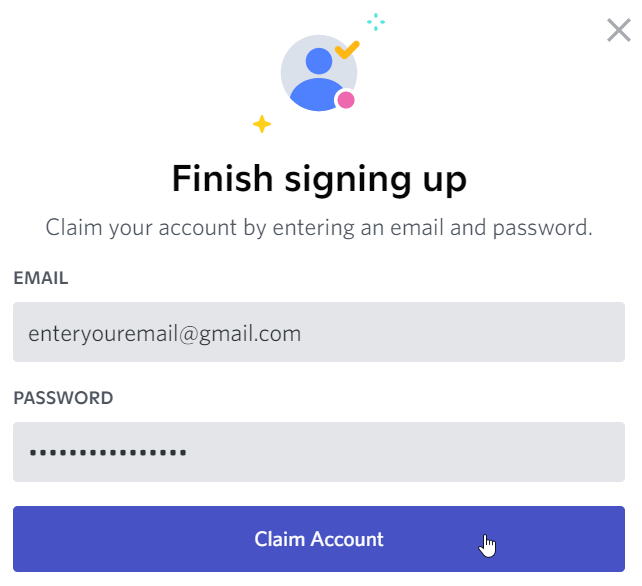 Finish signing up
Claim your account by entering an email and password.
EMAIL
enteryouremail@gmail.com
PASSWORD
••••••••••••••••
Claim Account